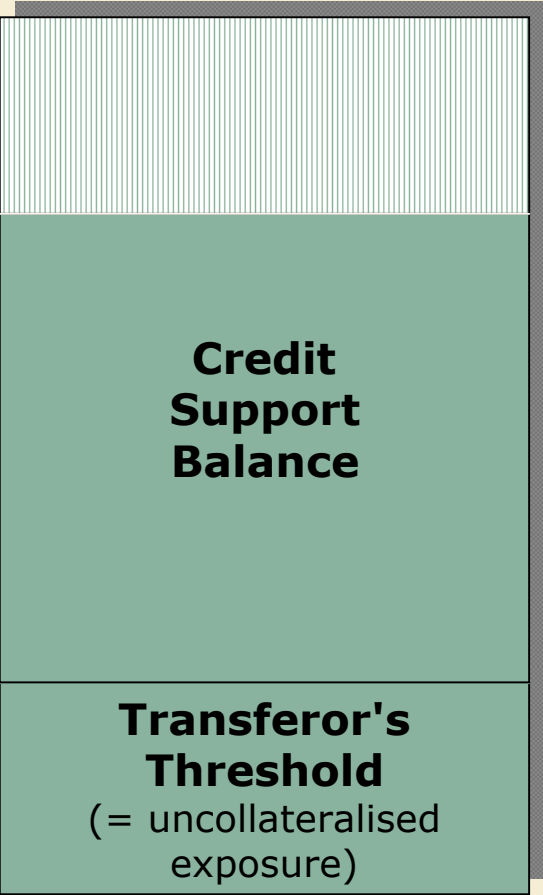 Credit
Support
Balance
Transferor's
Threshold
(= uncollateralised
exposure)